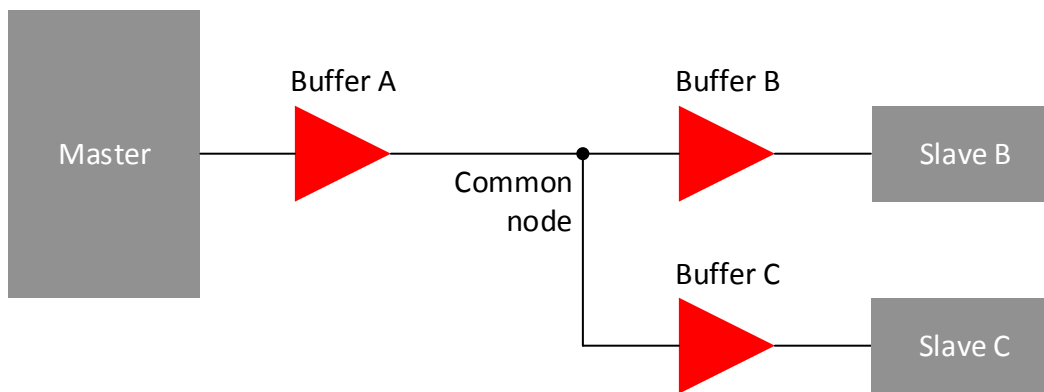 Buffer A
Buffer B
Master
Slave B
Common
node
Buffer C
Slave C